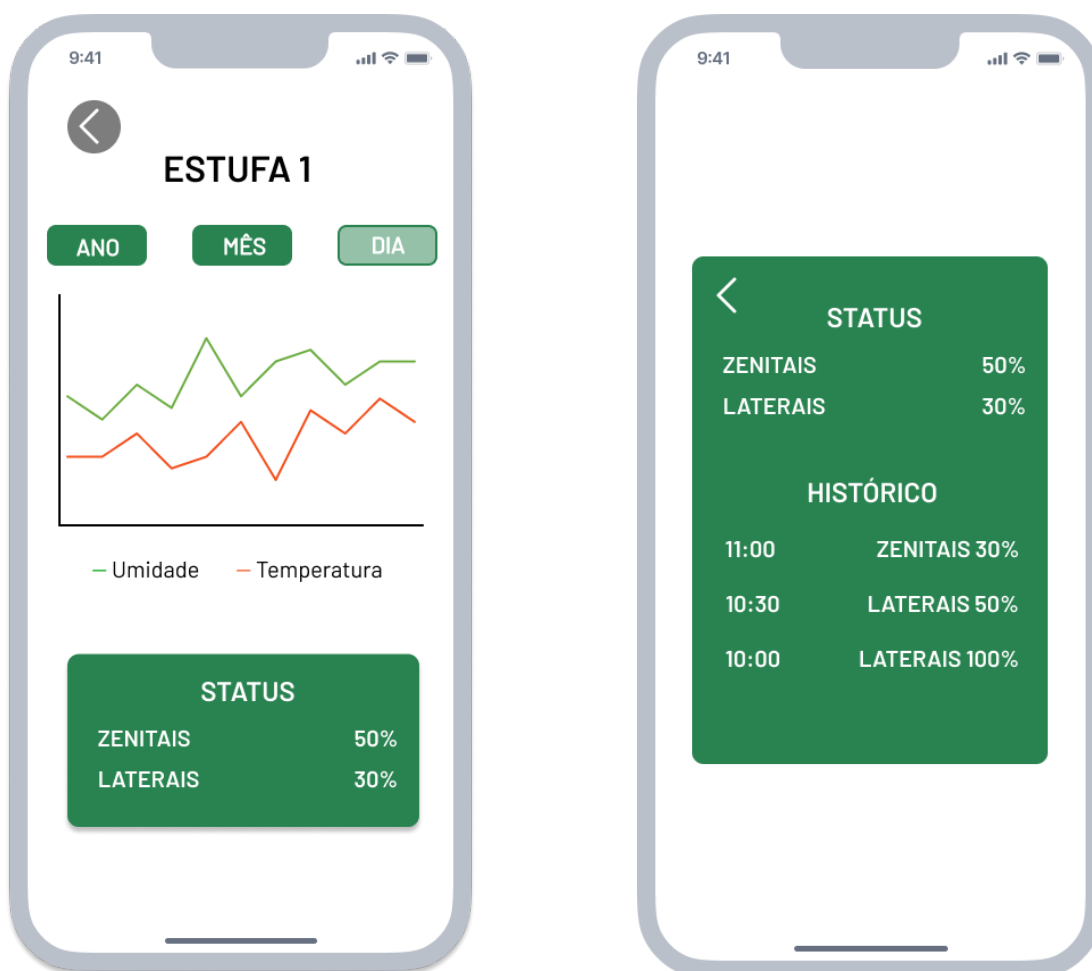 9:41
ESTUFA 1
ANO MÊS DIA
Umidade Temperatura
STATUS
ZENITAIS 50%
LATERAIS 30%
9:41
STATUS
ZENITAIS 50%
LATERAIS 30%
HISTÓRICO
11:00 ZENITAIS 30%
10:30 LATERAIS 50%
10:00 LATERAIS 100%